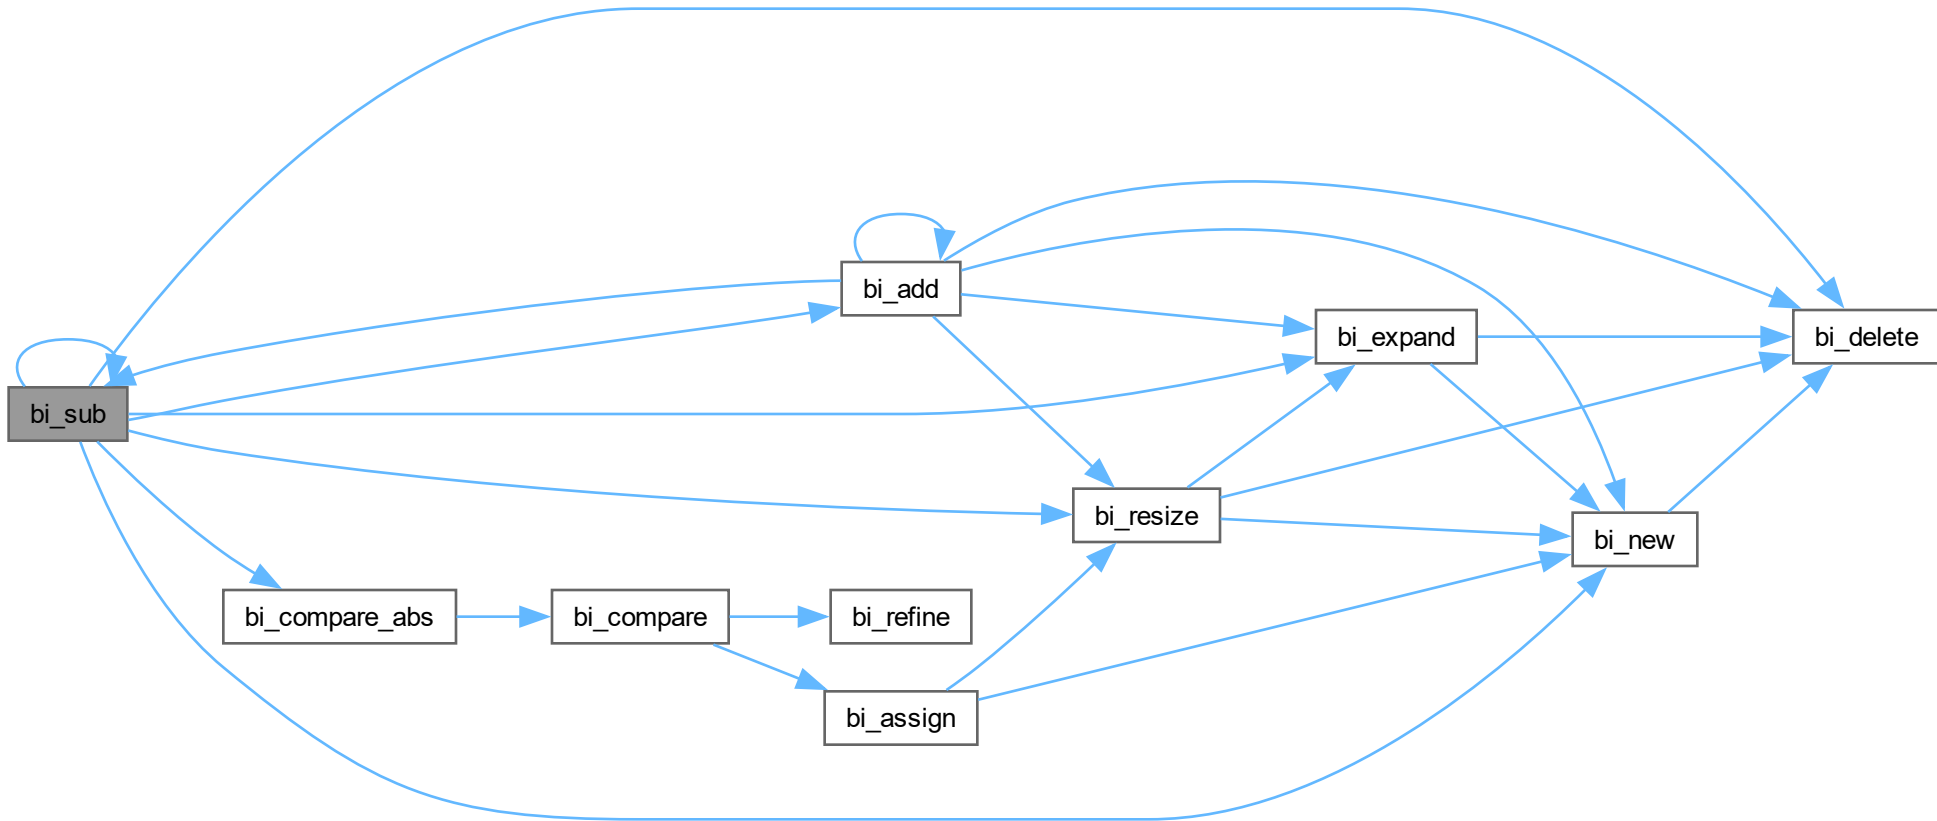 bi_sub
bi_add
bi_expand
bi_delete
bi_resize
bi_new
bi_compare_abs
bi_compare
bi_refine
bi_assign